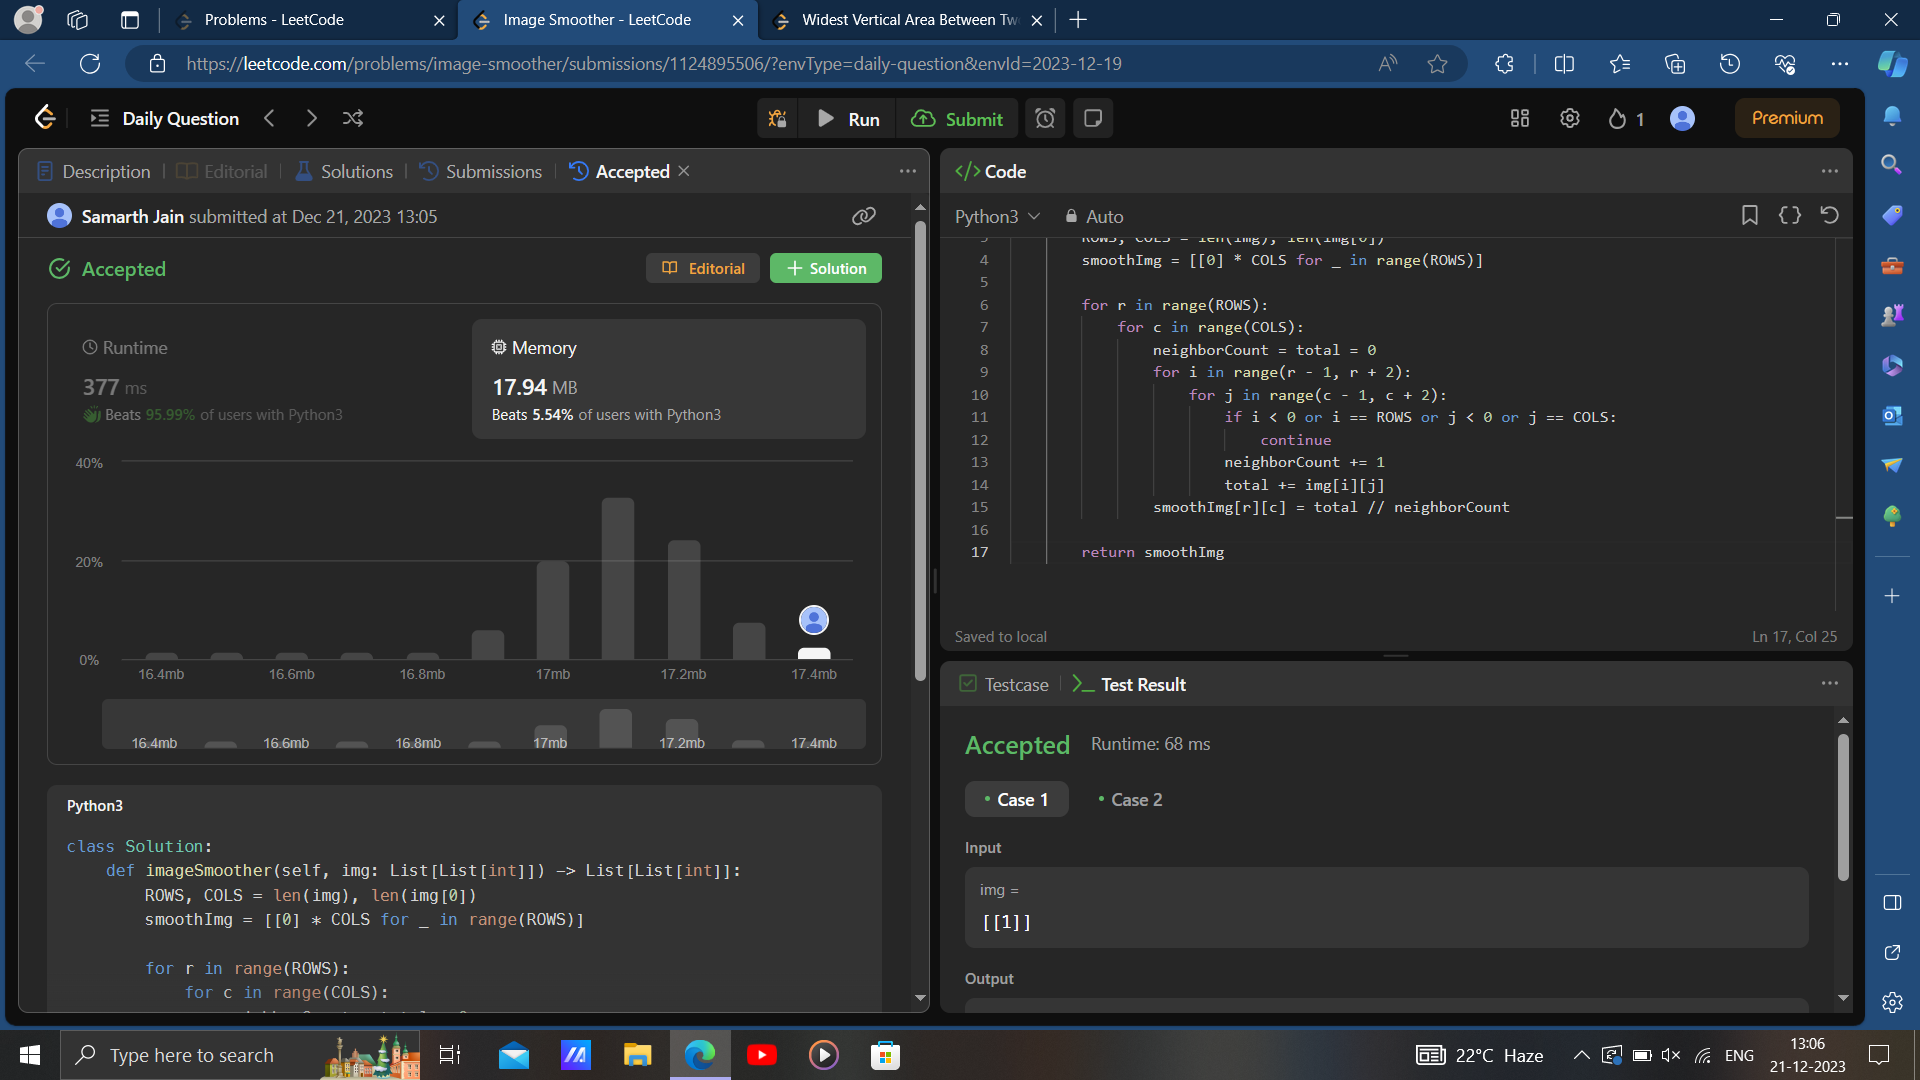 Problems - LeetCode
Image Smoother - LeetCode
Widest Vertical Area Between Tw
https://leetcode.com/problems/image-smoother/submissions/1124895506/?envType=daily-question&envId=2023-12-19
Daily Question
Run
Submit
1
Premium
Description
Editorial
Solutions
Submissions
Accepted
Samarth Jain submitted at Dec 21, 2023 13:05
Accepted
Editorial
Solution
Runtime
377 ms
Beats 95.99% of users with Python3
Memory
17.94 MB
Beats 5.54% of users with Python3
40%
20%
0%
16.4mb 16.6mb 16.8mb 17mb 17.2mb 17.4mb
16.4mb 16.6mb 16.8mb 17mb 17.2mb 17.4mb
Python3
class Solution:
    def imageSmoother(self, img: List[List[int]]) -> List[List[int]]:
        ROWS, COLS = len(img), len(img[0])
        smoothImg = [[0] * COLS for _ in range(ROWS)]
        for r in range(ROWS):
            for c in range(COLS):
</> Code
Python3
Auto
3 ROWS, COLS = len(img), len(img[0])
4 smoothImg = [[0] * COLS for _ in range(ROWS)]
5
6 for r in range(ROWS):
7     for c in range(COLS):
8         neighborCount = total = 0
9         for i in range(r - 1, r + 2):
10             for j in range(c - 1, c + 2):
11                 if i < 0 or i == ROWS or j < 0 or j == COLS:
12                     continue
13                 neighborCount += 1
14                 total += img[i][j]
15         smoothImg[r][c] = total // neighborCount
16
17 return smoothImg
Saved to local
Ln 17, Col 25
Testcase
Test Result
Accepted
Runtime: 68 ms
• Case 1
• Case 2
Input
img =
[[1]]
Output
Type here to search
22°C Haze
ENG
13:06
21-12-2023